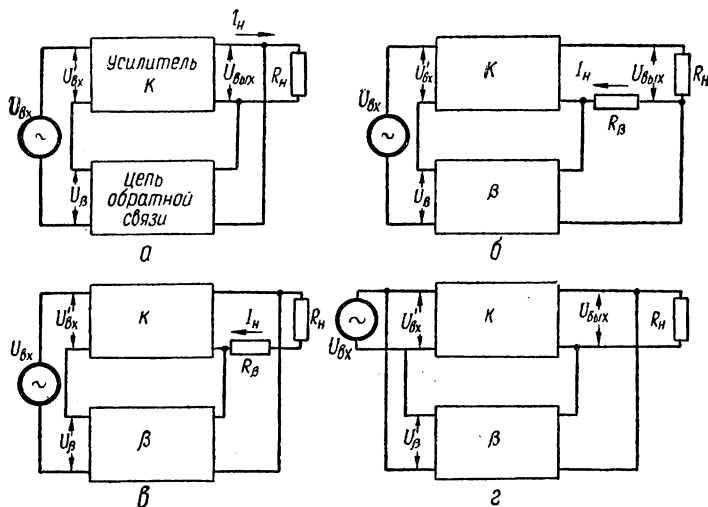 I_н
Усилитель К
U'_вх
U_вых
R_н
U_вх
U_β
Цепь обратной связи
а
К
U'_вх
I_н
U_вых
R_н
R_β
U_вх
U_β
β
б
К
U'_вх
I_н
R_н
R_β
U_вх
U_β
β
в
К
U'_вх
U_вых
R_н
U_вх
U_β
β
г